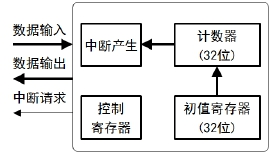 数据输入
数据输出
中断请求
中断产生
计数器
(32位)
控制
寄存器
初值寄存器
(32位)